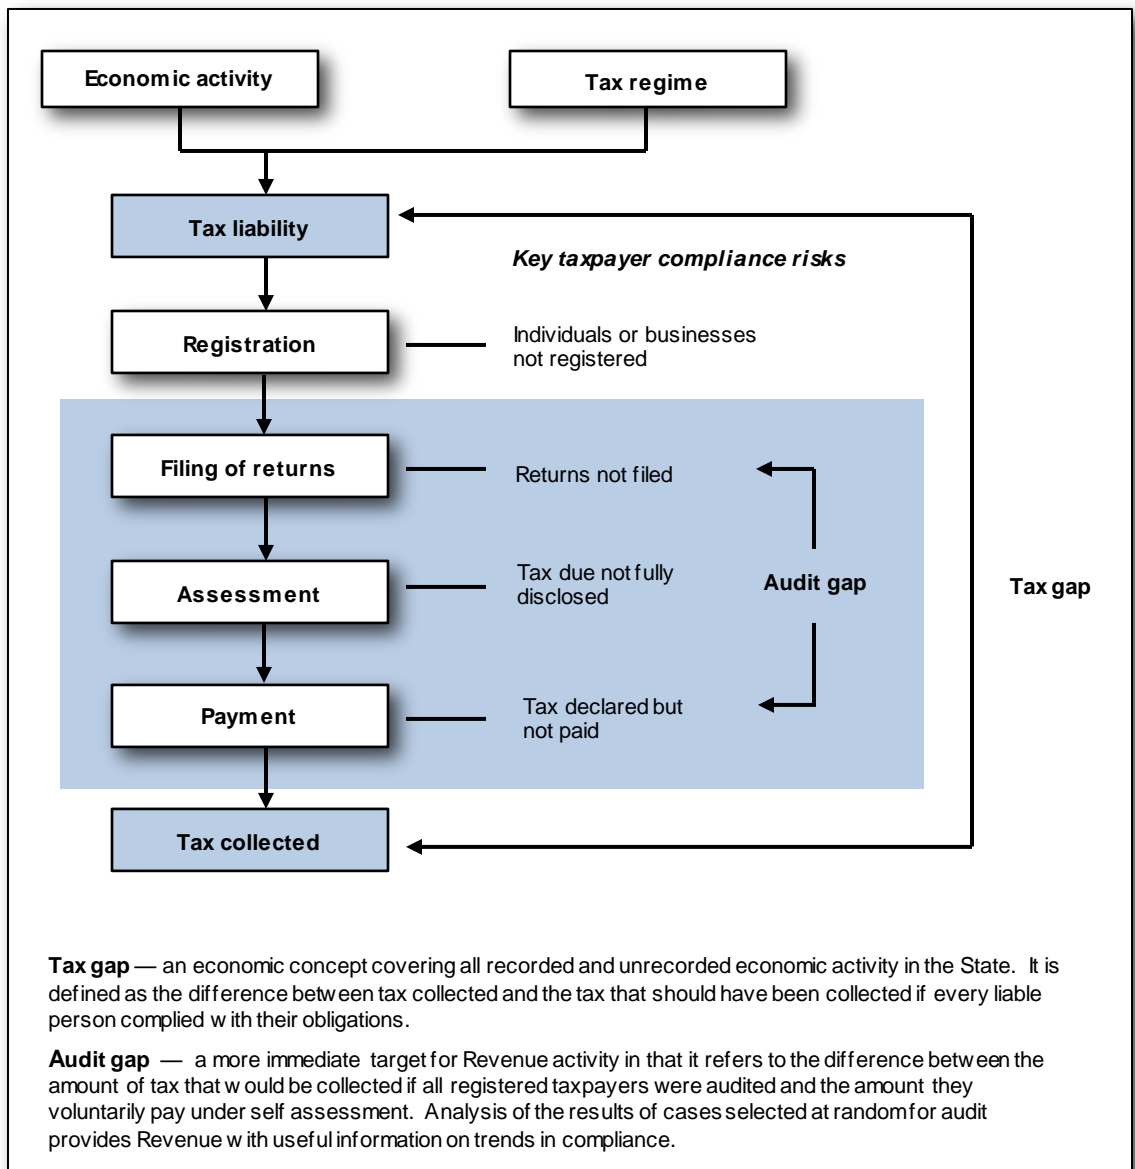 Economic activity
Tax regime
Tax liability
Key taxpayer compliance risks
Registration
Individuals or businesses
not registered
Filing of returns
Returns not filed
Assessment
Tax due not fully
disclosed
Audit gap
Tax gap
Payment
Tax declared but
not paid
Tax collected
Tax gap — an economic concept covering all recorded and unrecorded economic activity in the State. It is
defined as the difference between tax collected and the tax that should have been collected if every liable
person complied with their obligations.
Audit gap — a more immediate target for Revenue activity in that it refers to the difference between the
amount of tax that would be collected if all registered taxpayers were audited and the amount they
voluntarily pay under self assessment. Analysis of the results of cases selected at random for audit
provides Revenue with useful information on trends in compliance.